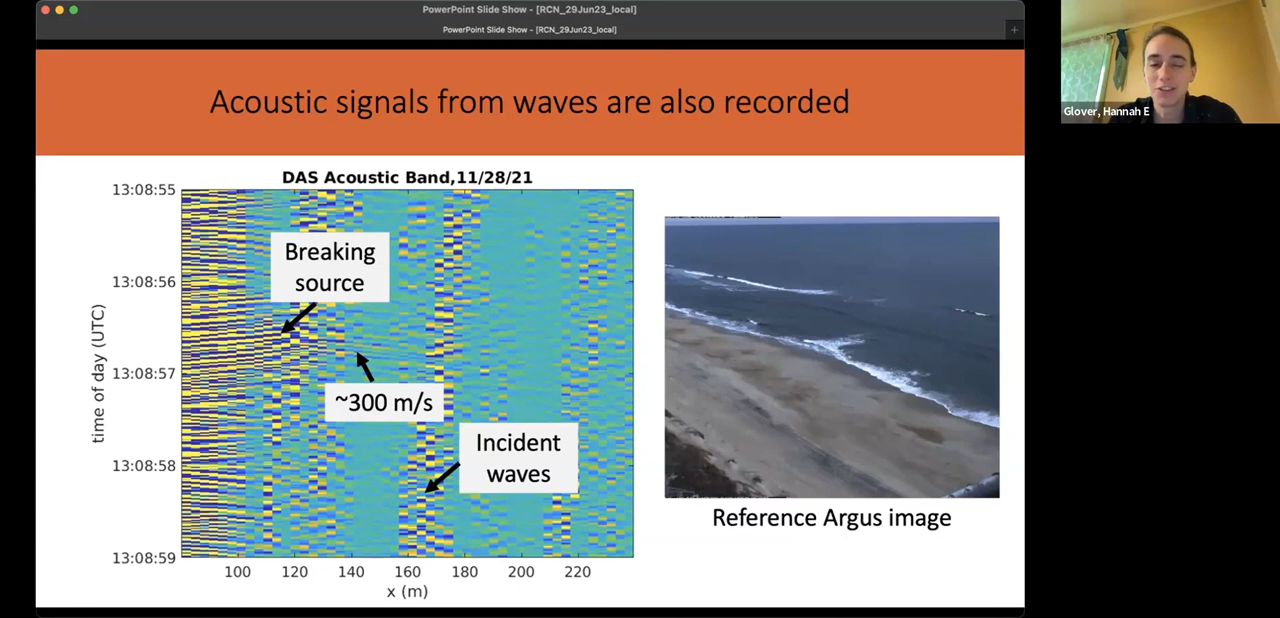 PowerPoint Slide Show - [RCN_29Jun23_local]
PowerPoint Slide Show - [RCN_29Jun23_local]
+
Acoustic signals from waves are also recorded
Glover, Hannah E
DAS Acoustic Band,11/28/21
13:08:55
13:08:56
13:08:57
13:08:58
13:08:59
time of day (UTC)
Breaking
source
~300 m/s
Incident
waves
100 120 140 160 180 200 220
x (m)
Reference Argus image